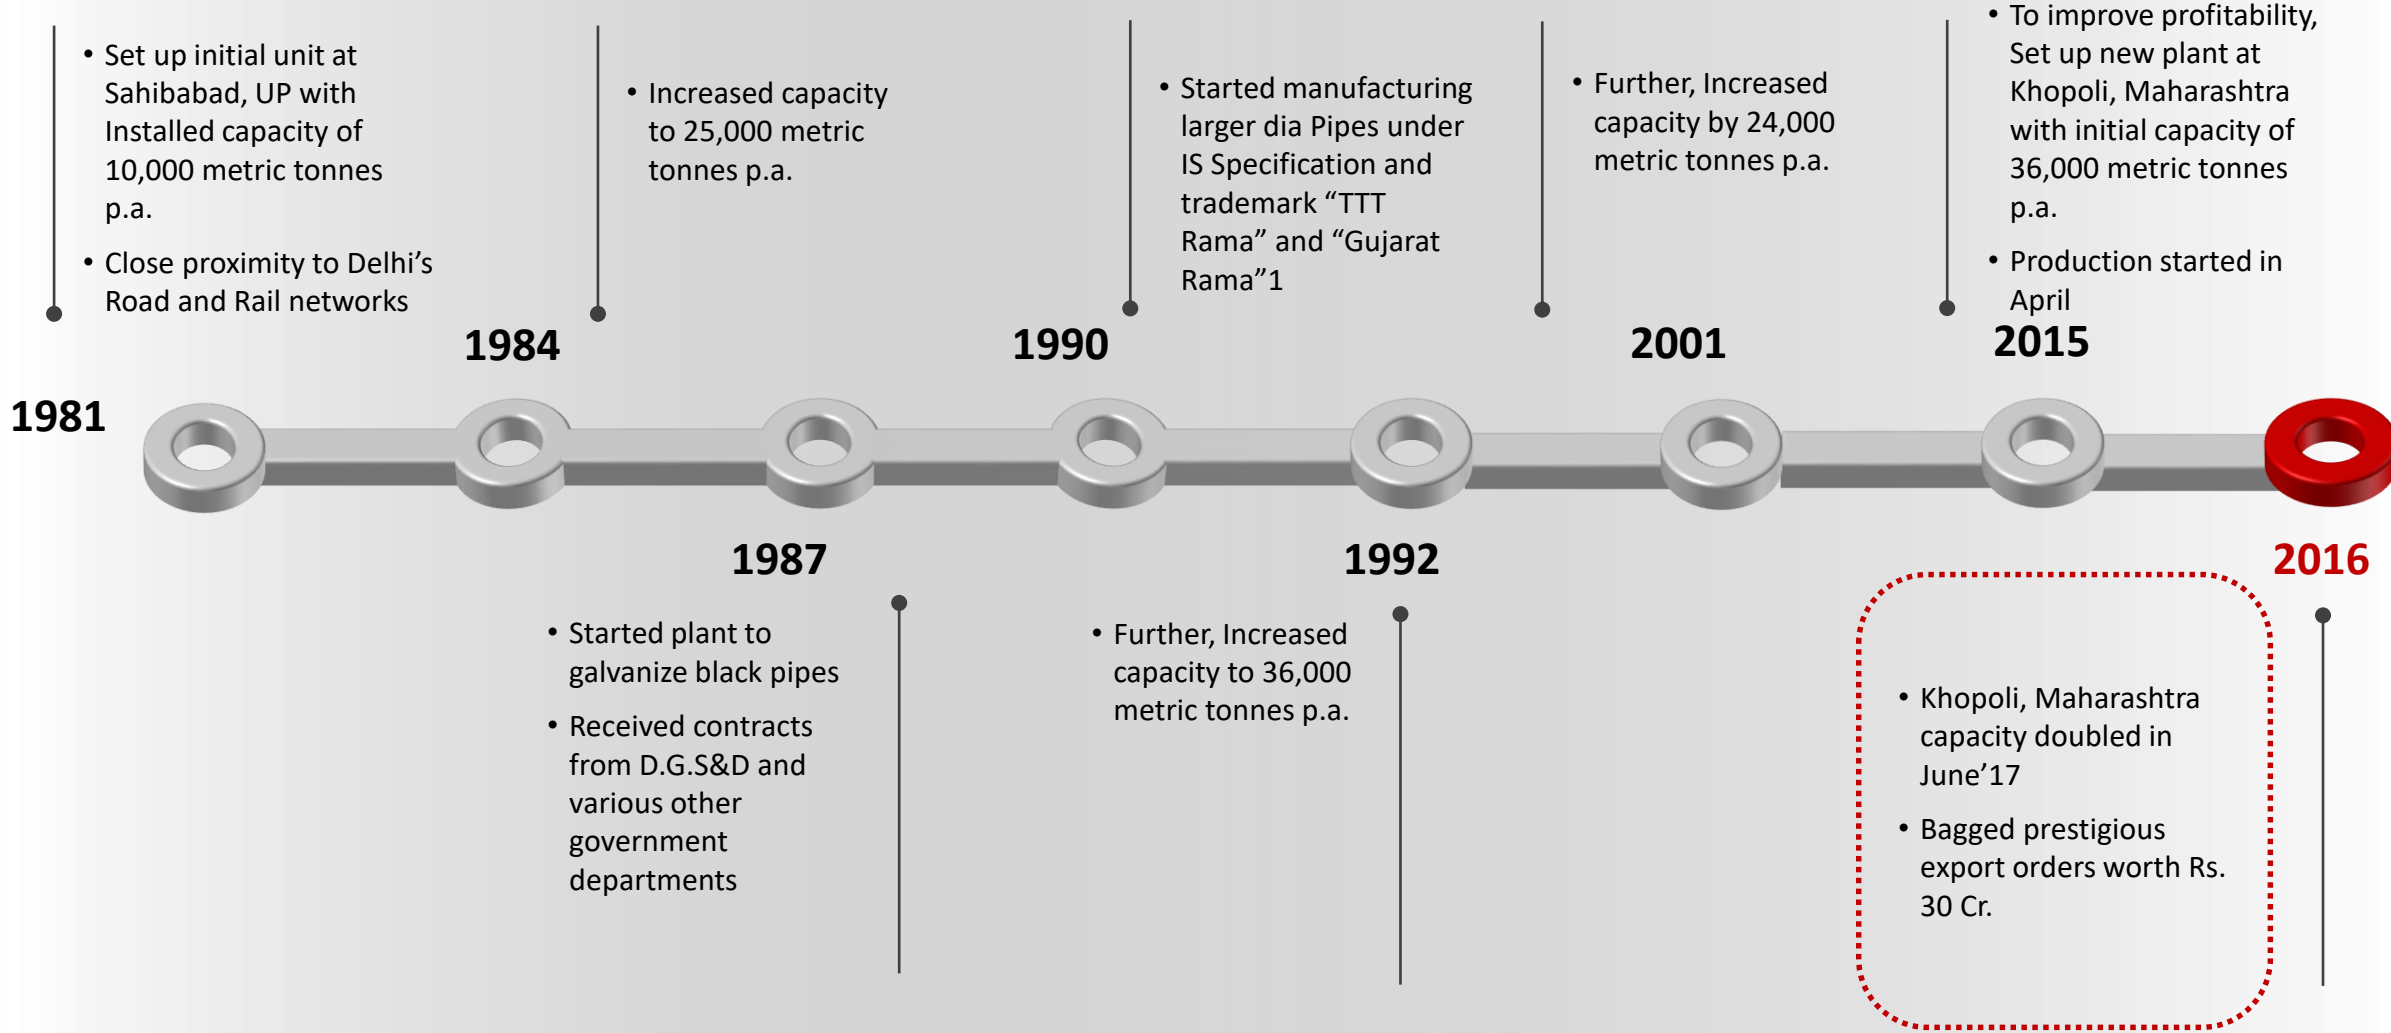 1981
• Set up initial unit at
Sahibabad, UP with
Installed capacity of
10,000 metric tonnes
p.a.
• Close proximity to Delhi’s
Road and Rail networks
1984
• Increased capacity
to 25,000 metric
tonnes p.a.
1987
• Started plant to
galvanize black pipes
• Received contracts
from D.G.S&D and
various other
government
departments
1990
• Started manufacturing
larger dia Pipes under
IS Specification and
trademark “TTT
Rama” and “Gujarat
Rama”1
1992
• Further, Increased
capacity to 36,000
metric tonnes p.a.
2001
• Further, Increased
capacity by 24,000
metric tonnes p.a.
2015
• To improve profitability,
Set up new plant at
Khopoli, Maharashtra
with initial capacity of
36,000 metric tonnes
p.a.
• Production started in
April
2016
• Khopoli, Maharashtra
capacity doubled in
June’17
• Bagged prestigious
export orders worth Rs.
30 Cr.